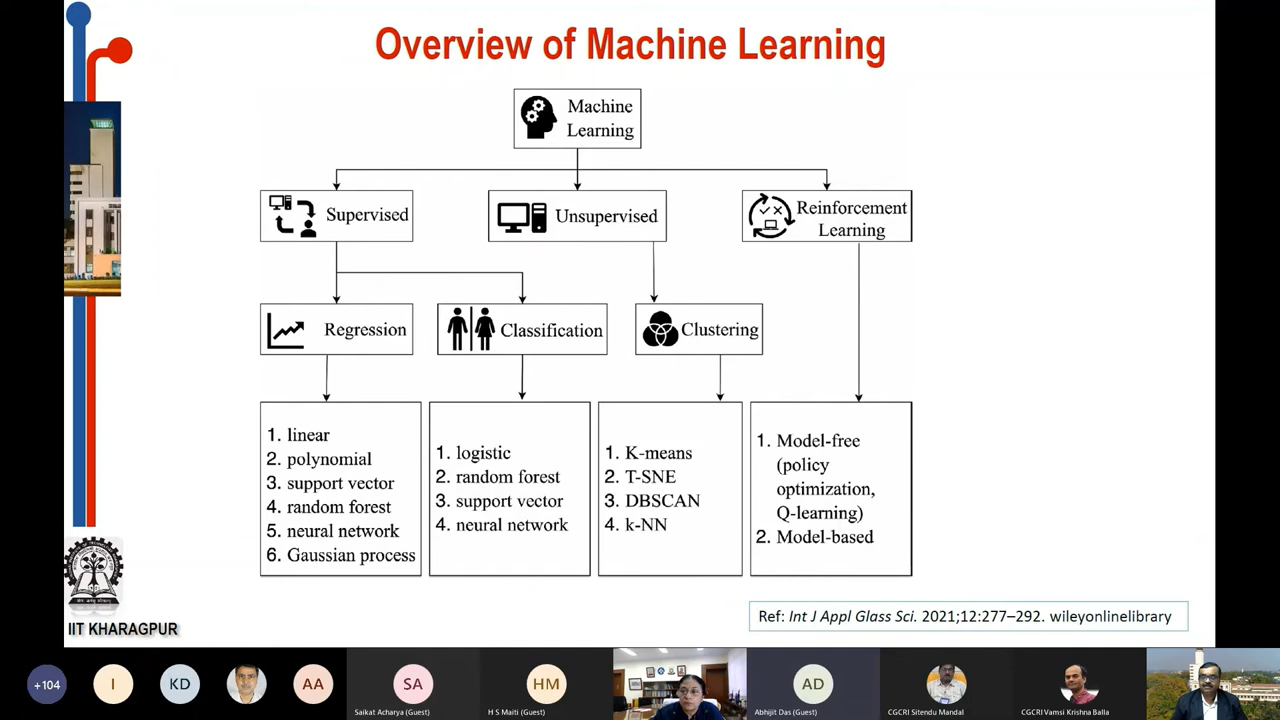 Overview of Machine Learning
Machine
Learning
Supervised
Unsupervised
Reinforcement
Learning
Regression
Classification
Clustering
1. linear
2. polynomial
3. support vector
4. random forest
5. neural network
6. Gaussian process
1. logistic
2. random forest
3. support vector
4. neural network
1. K-means
2. T-SNE
3. DBSCAN
4. k-NN
1. Model-free
(policy
optimization,
Q-learning)
2. Model-based
Ref: Int J Appl Glass Sci. 2021;12:277–292. wileyonlinelibrary
IIT KHARAGPUR
+104
I
KD
AA
SA
Saikat Acharya (Guest)
HM
H S Maiti (Guest)
AD
Abhijit Das (Guest)
CGCRI Sitendu Mandal
CGCRI Vamsi Krishna Balla